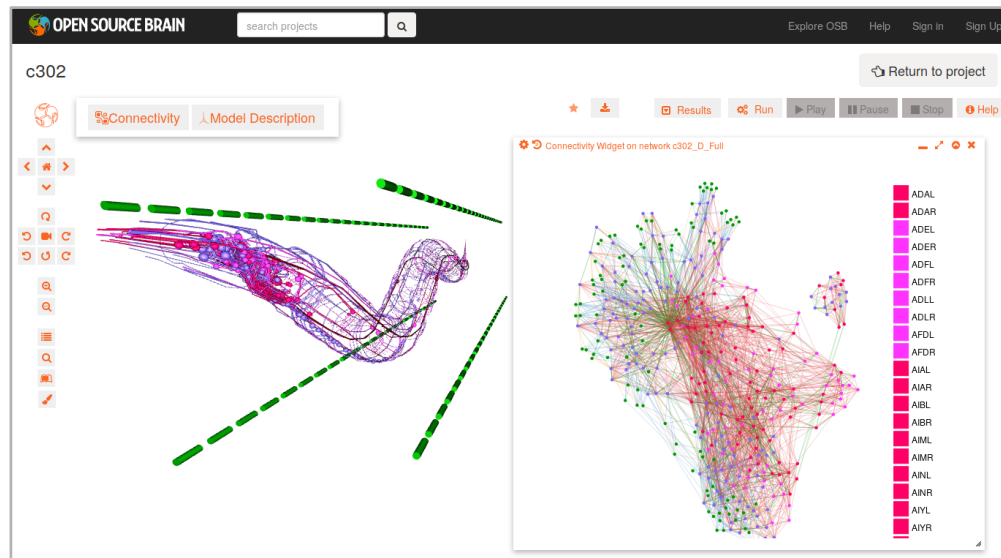 OPEN SOURCE BRAIN
search projects
Explore OSB Help Sign in Sign Up
c302
Return to project
Connectivity Model Description
Results Run Play Pause Stop Help
Connectivity Widget on network c302_D_Full
ADAL
ADAR
ADEL
ADER
ADFL
ADFR
ADLL
ADLR
AFDL
AFDR
AIAL
AIAR
AIBL
AIBR
AIML
AIMR
AINL
AINR
AIYL
AIYR